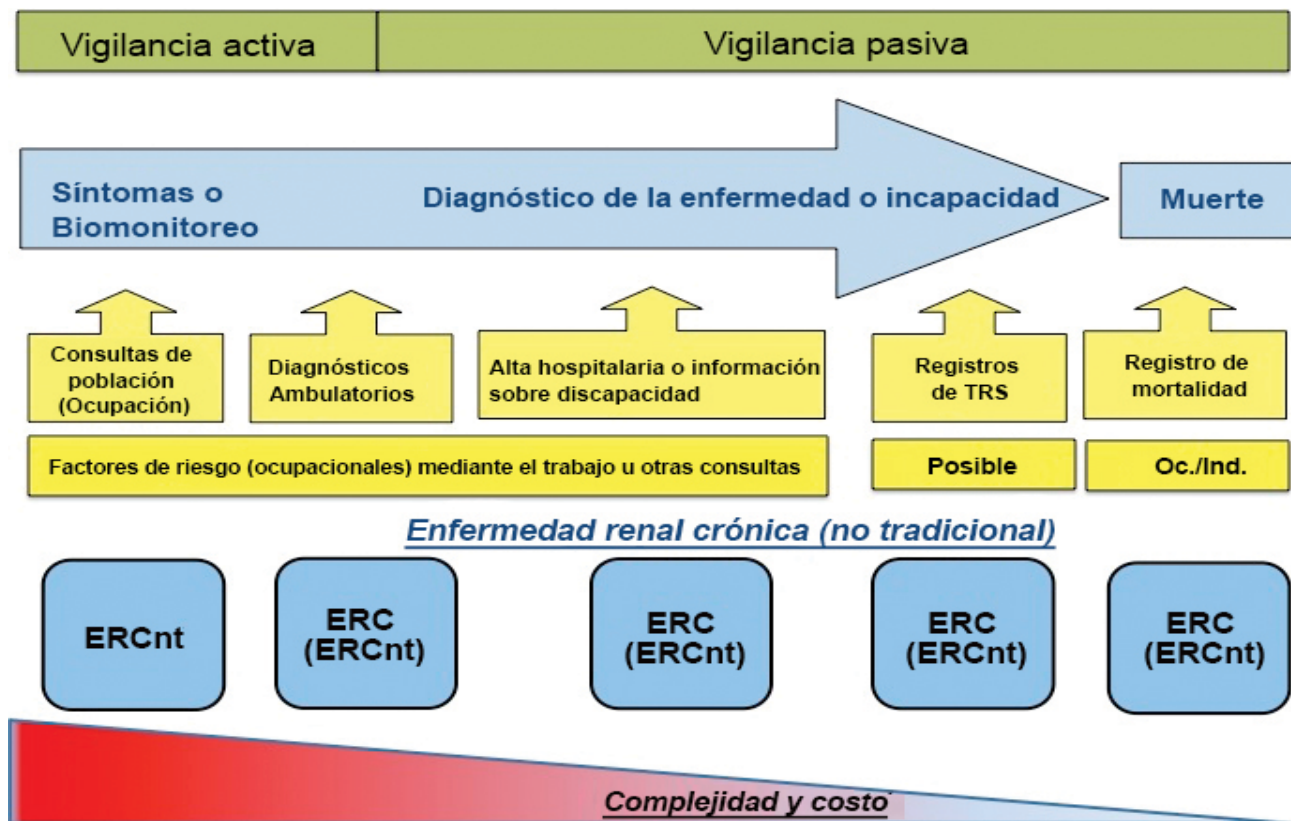 Vigilancia activa
Vigilancia pasiva
Síntomas o
Biomonitoreo
Diagnóstico de la enfermedad o incapacidad
Muerte
Consultas de
población
(Ocupación)
Diagnósticos
Ambulatorios
Alta hospitalaria o información
sobre discapacidad
Registros
de TRS
Registro de
mortalidad
Factores de riesgo (ocupacionales) mediante el trabajo u otras consultas
Posible
Oc./Ind.
Enfermedad renal crónica (no tradicional)
ERCnt
ERC
(ERCnt)
ERC
(ERCnt)
ERC
(ERCnt)
ERC
(ERCnt)
Complejidad y costo